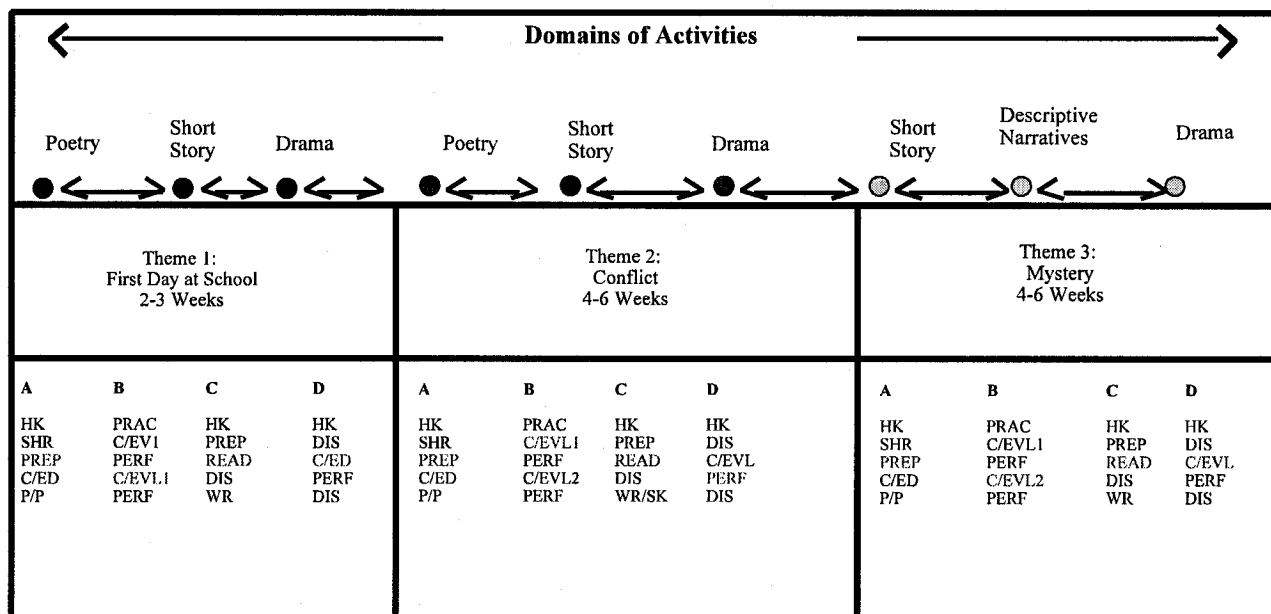 Domains of Activities
Poetry
Short
Story
Drama
Poetry
Short
Story
Drama
Short
Story
Descriptive
Narratives
Drama
Theme 1:
First Day at School
2-3 Weeks
Theme 2:
Conflict
4-6 Weeks
Theme 3:
Mystery
4-6 Weeks
A B C D
HK PRAC HK HK
SHR C/EV1 PREP DIS
PREP PERF READ C/ED
C/ED C/EVL1 DIS PERF
P/P PERF WR DIS
A B C D
HK PRAC HK HK
SHR C/EVL1 PREP DIS
PREP PERF READ C/EVL
C/ED C/EVL2 DIS PERF
P/P PERF WR/SK DIS
A B C D
HK PRAC HK HK
SHR C/EVL1 PREP DIS
PREP PERF READ C/EVL
C/ED C/EVL2 DIS PERF
P/P PERF WR DIS